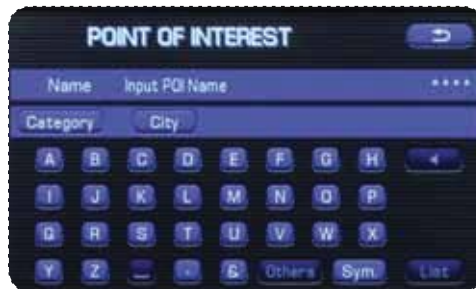 POINT OF INTEREST
Name Input POI Name ****
Category City
A B C D E F G H
I J K L M N O P
Q R S T U V W X
Y Z - & Others Sym. List